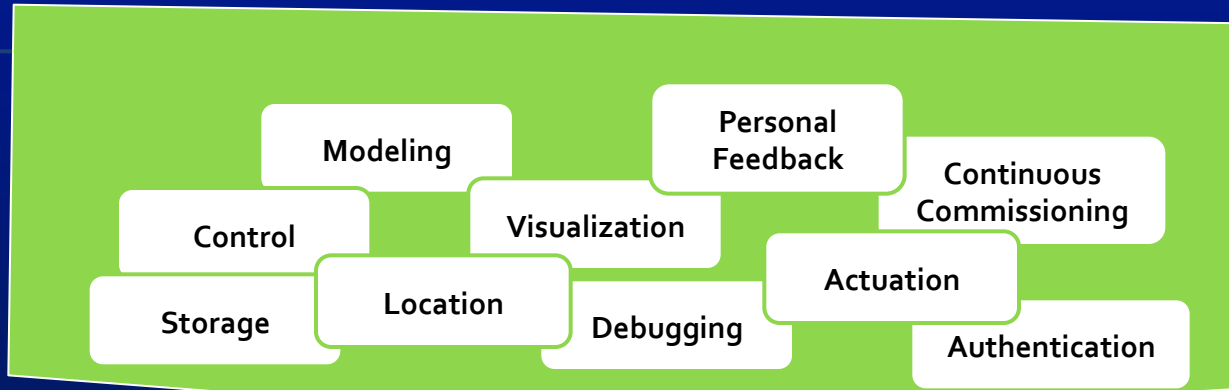 Personal
Feedback
Modeling
Continuous
Commissioning
Visualization
Control
Actuation
Location
Storage
Debugging
Authentication